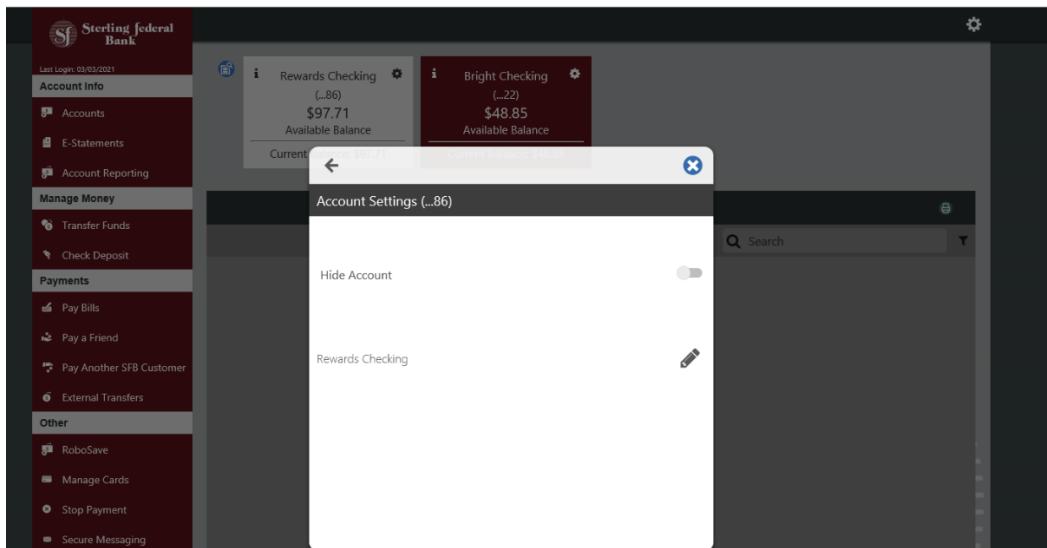 Sterling federal
Bank
Last Login: 03/03/2021
Account Info
Accounts
E-Statements
Account Reporting
Manage Money
Transfer Funds
Check Deposit
Payments
Pay Bills
Pay a Friend
Pay Another SFB Customer
External Transfers
Other
RoboSave
Manage Cards
Stop Payment
Secure Messaging
i Rewards Checking
(...86)
$97.71
Available Balance
Current
i Bright Checking
(...22)
$48.85
Available Balance
Search
Account Settings (...86)
Hide Account
Rewards Checking